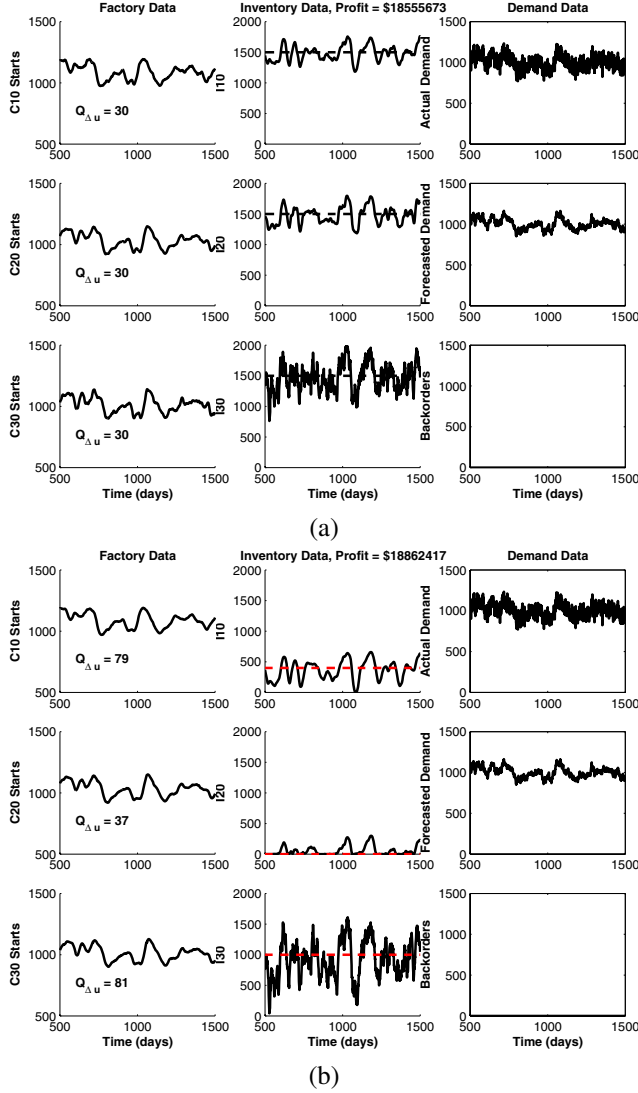 Factory Data
Inventory Data, Profit = $18555673
Demand Data
1500
1000
500
C10 Starts
Q Δ u = 30
500 1000 1500
2000
1500
1000
500
0
I10
500 1000 1500
1500
1000
500
0
Actual Demand
500 1000 1500
1500
1000
500
C20 Starts
Q Δ u = 30
500 1000 1500
2000
1500
1000
500
0
I20
500 1000 1500
1500
1000
500
0
Forecasted Demand
500 1000 1500
1500
1000
500
C30 Starts
Q Δ u = 30
500 1000 1500
Time (days)
2000
1500
1000
500
0
I30
500 1000 1500
Time (days)
1500
1000
500
0
Backorders
500 1000 1500
Time (days)
(a)
Factory Data
Inventory Data, Profit = $18862417
Demand Data
1500
1000
500
C10 Starts
Q Δ u = 79
500 1000 1500
2000
1500
1000
500
0
I10
500 1000 1500
1500
1000
500
0
Actual Demand
500 1000 1500
1500
1000
500
C20 Starts
Q Δ u = 37
500 1000 1500
2000
1500
1000
500
0
I20
500 1000 1500
1500
1000
500
0
Forecasted Demand
500 1000 1500
1500
1000
500
C30 Starts
Q Δ u = 81
500 1000 1500
Time (days)
2000
1500
1000
500
0
I30
500 1000 1500
Time (days)
1500
1000
500
0
Backorders
500 1000 1500
Time (days)
(b)